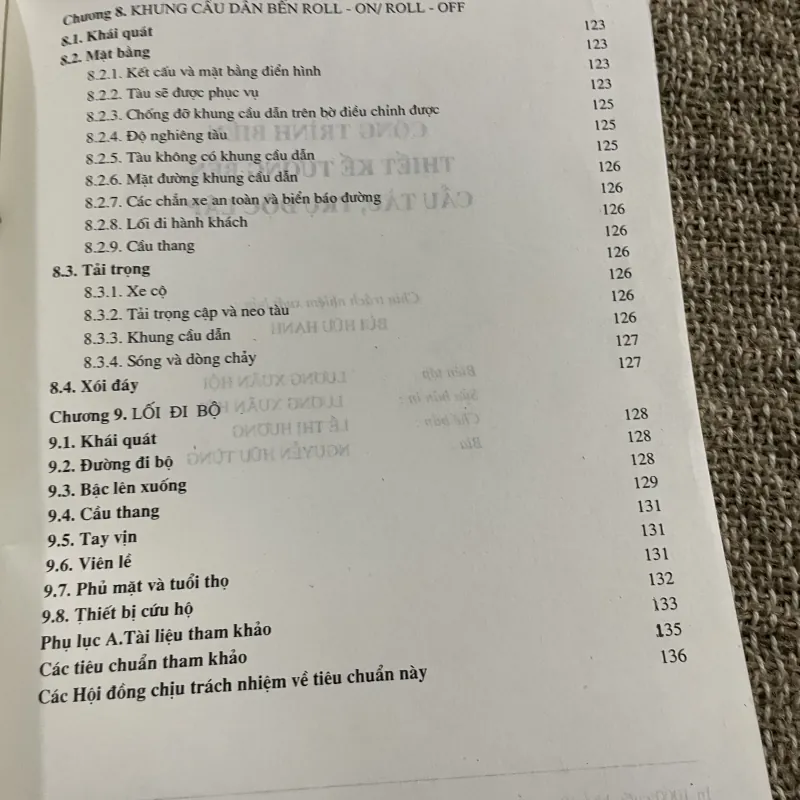 Chương 8. KHUNG CẦU DẪN BẾN ROLL - ON/ ROLL - OFF
8.1. Khái quát 123
8.2. Mặt bằng 123
8.2.1. Kết cấu và mặt bằng điển hình 123
8.2.2. Tàu sẽ được phục vụ 123
8.2.3. Chống đỡ khung cầu dẫn trên bờ điều chỉnh được 125
8.2.4. Độ nghiêng tàu 125
8.2.5. Tàu không có khung cầu dẫn 125
8.2.6. Mặt đường khung cầu dẫn 126
8.2.7. Các chắn xe an toàn và biển báo đường 126
8.2.8. Lối đi hành khách 126
8.2.9. Cầu thang 126
8.3. Tải trọng 126
8.3.1. Xe cộ 126
8.3.2. Tải trọng cập và neo tàu 126
8.3.3. Khung cầu dẫn 126
8.3.4. Sóng và dòng chảy 127
8.4. Xói đáy 127
Chương 9. LỐI ĐI BỘ
9.1. Khái quát 128
9.2. Đường đi bộ 128
9.3. Bậc lên xuống 128
9.4. Cầu thang 129
9.5. Tay vịn 131
9.6. Viên lề 131
9.7. Phủ mặt và tuổi thọ 131
9.8. Thiết bị cứu hộ 132
Phụ lục A.Tài liệu tham khảo 133
Các tiêu chuẩn tham khảo 135
Các Hội đồng chịu trách nhiệm về tiêu chuẩn này 136